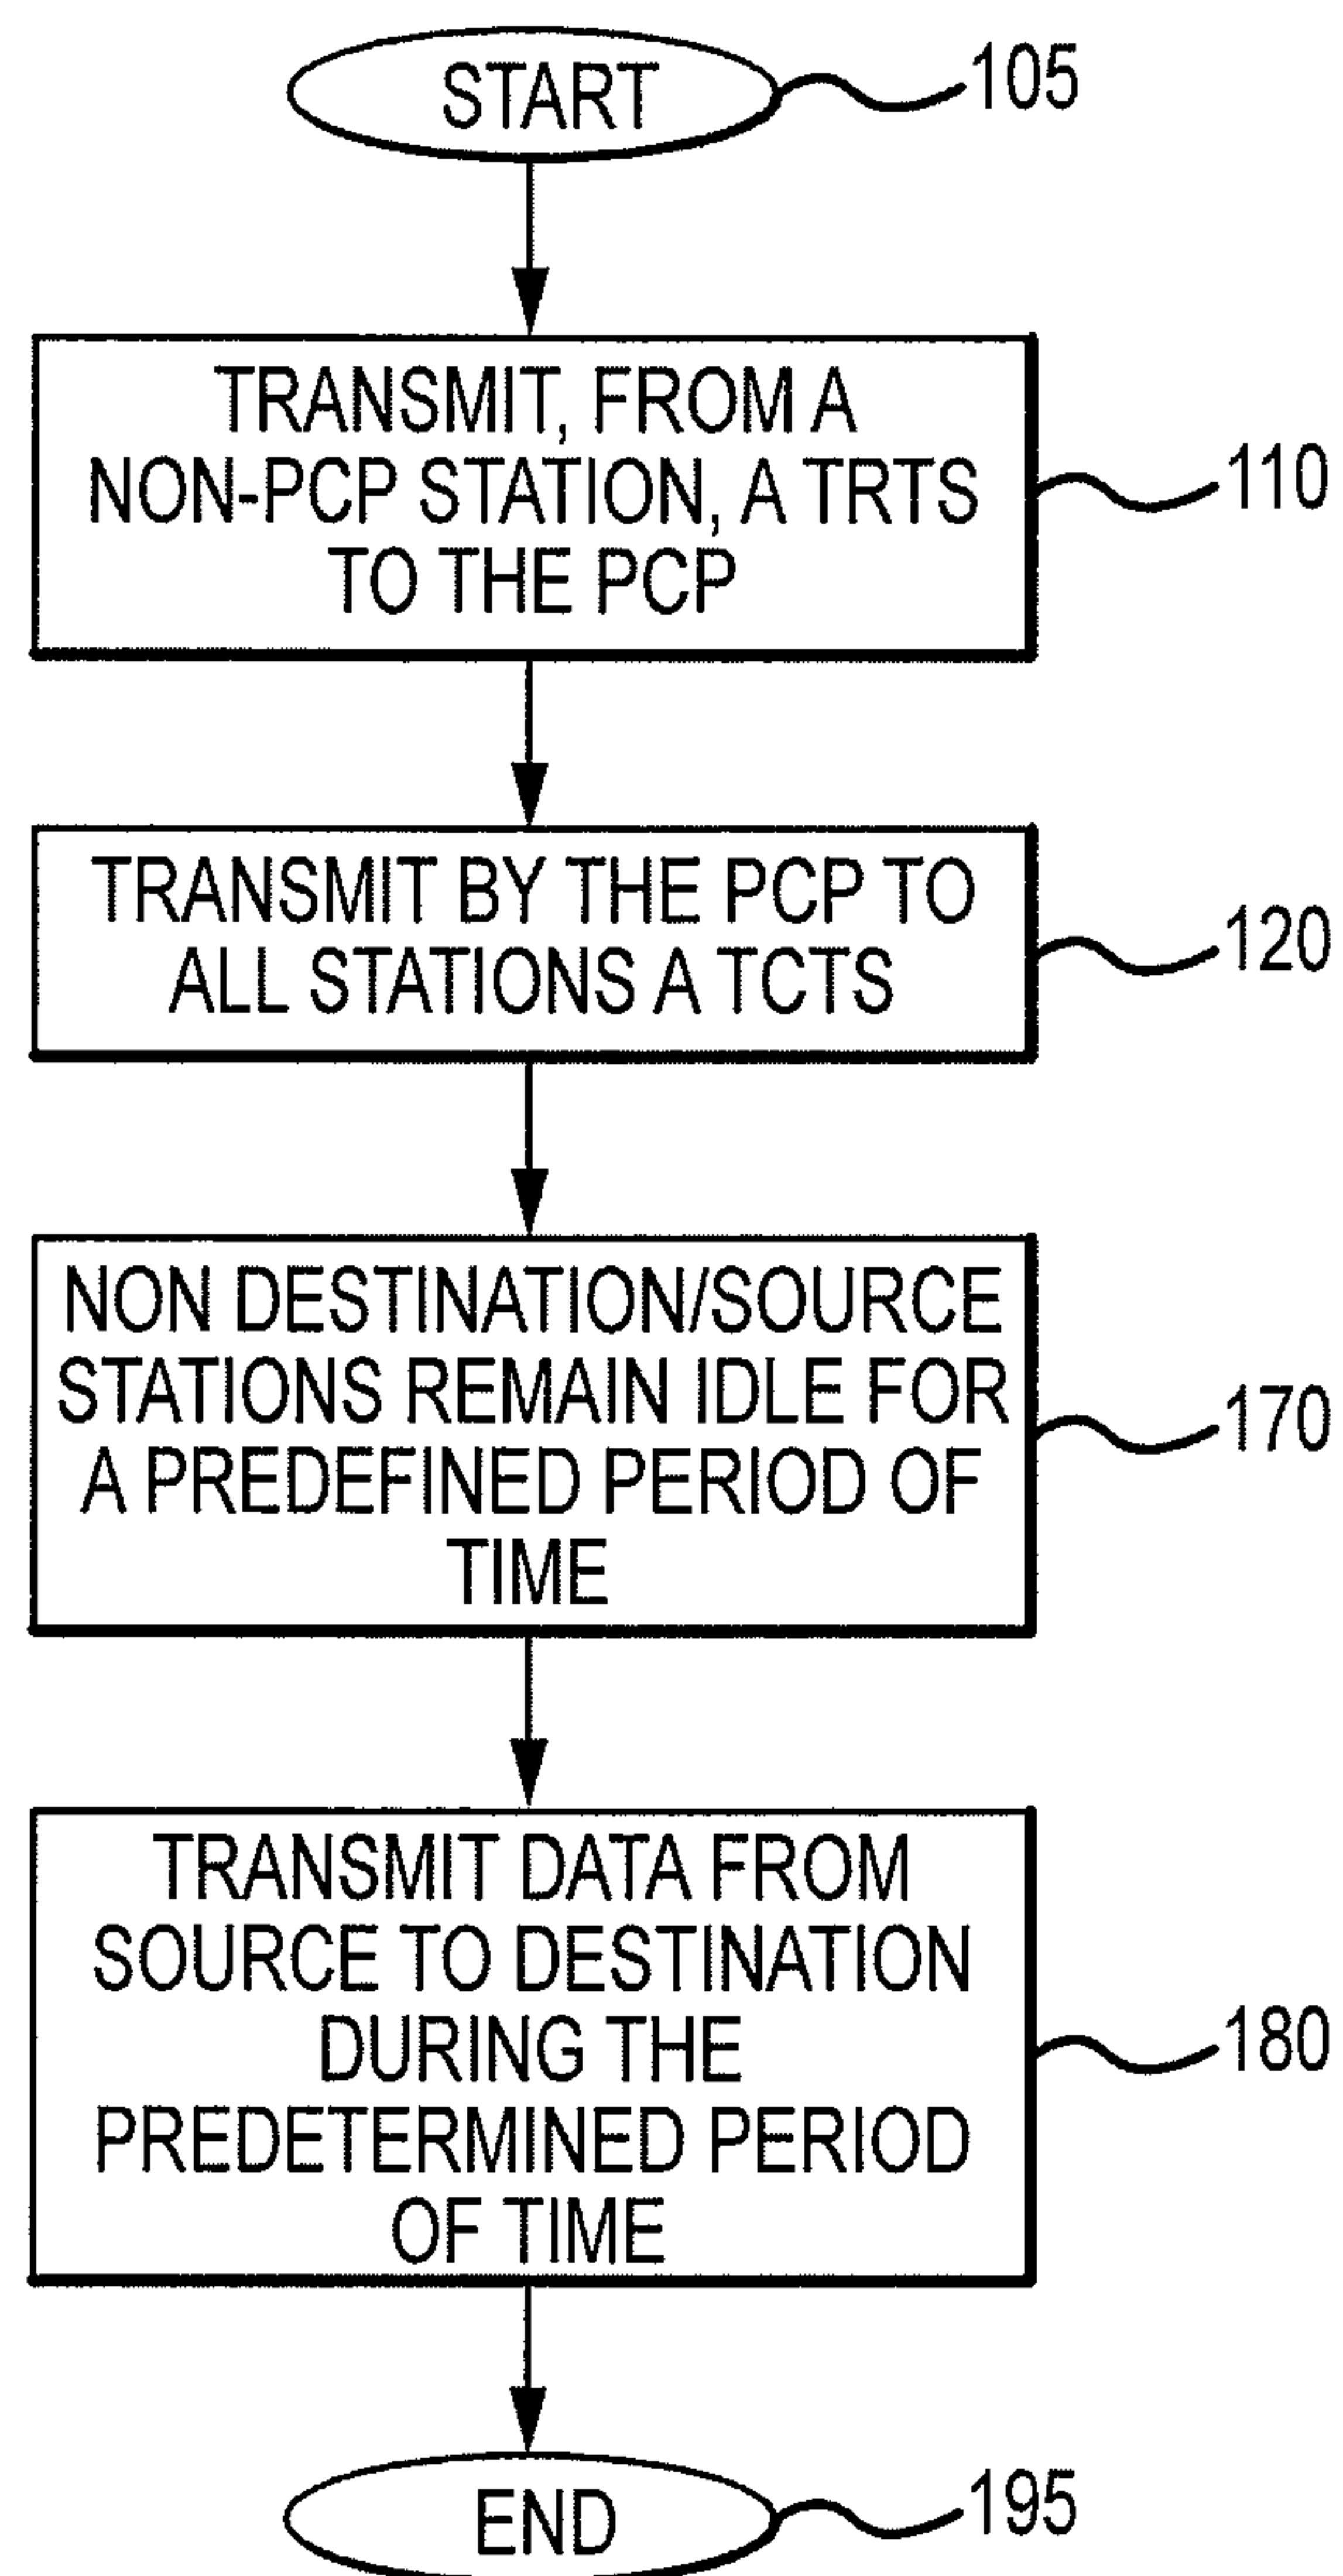 START
105
TRANSMIT, FROM A
NON-PCP STATION, A TRTS
TO THE PCP
110
TRANSMIT BY THE PCP TO
ALL STATIONS A TCTS
120
NON DESTINATION/SOURCE
STATIONS REMAIN IDLE FOR
A PREDEFINED PERIOD OF
TIME
170
TRANSMIT DATA FROM
SOURCE TO DESTINATION
DURING THE
PREDETERMINED PERIOD
OF TIME
180
END
195